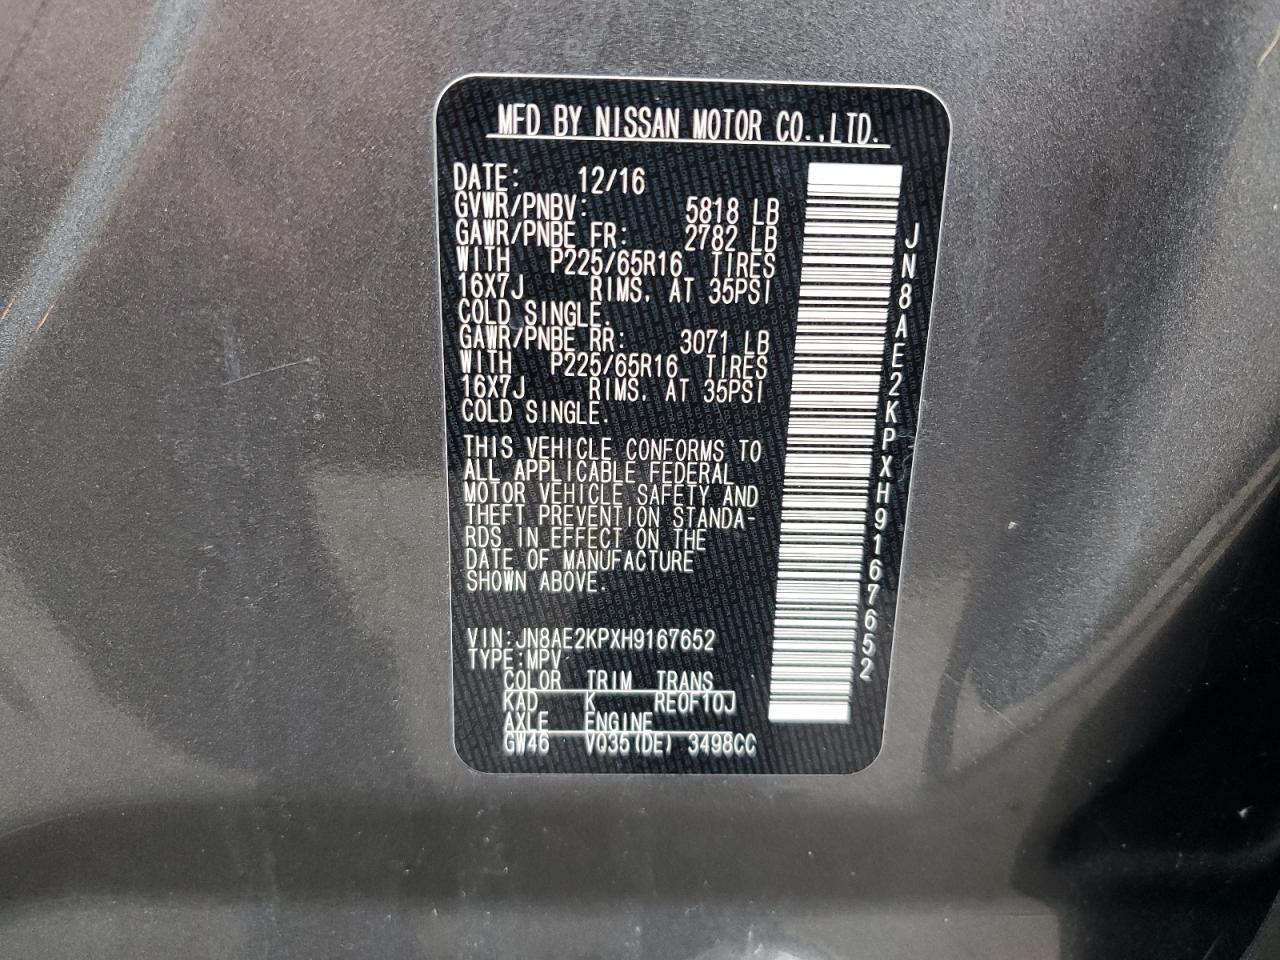 MFD BY NISSAN MOTOR CO.,LTD.
DATE: 12/16
GVWR/PNBV: 5818 LB
GAWR/PNBE FR: 2782 LB
WITH P225/65R16 TIRES
16X7J RIMS. AT 35PSI
COLD SINGLE.
GAWR/PNBE RR: 3071 LB
WITH P225/65R16 TIRES
16X7J RIMS. AT 35PSI
COLD SINGLE.
THIS VEHICLE CONFORMS TO
ALL APPLICABLE FEDERAL
MOTOR VEHICLE SAFETY AND
THEFT PREVENTION STANDA-
RDS IN EFFECT ON THE
DATE OF MANUFACTURE
SHOWN ABOVE.
VIN:JN8AE2KPXH9167652
TYPE:MPV
COLOR TRIM TRANS
KAD K RE0F10J
AXLE ENGINE
GW46 VQ35(DE) 3498CC
JN8AE2KPXH9167652